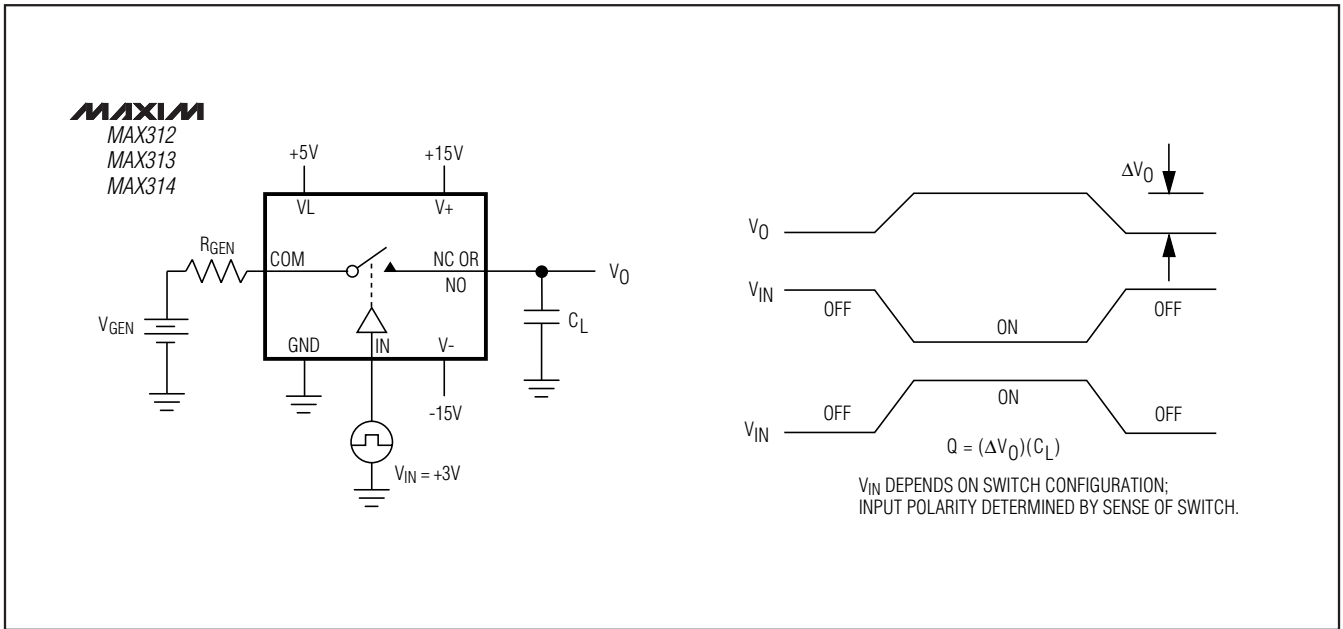 MAXIM
MAX312
MAX313
MAX314
+5V
+15V
VL
V+
RGEN
COM
NC OR
NO
VO
VGEN
CL
GND
IN
V-
-15V
VIN = +3V
ΔVO
VO
VIN
OFF
ON
OFF
VIN
OFF
ON
OFF
Q = (ΔVO)(CL)
VIN DEPENDS ON SWITCH CONFIGURATION;
INPUT POLARITY DETERMINED BY SENSE OF SWITCH.